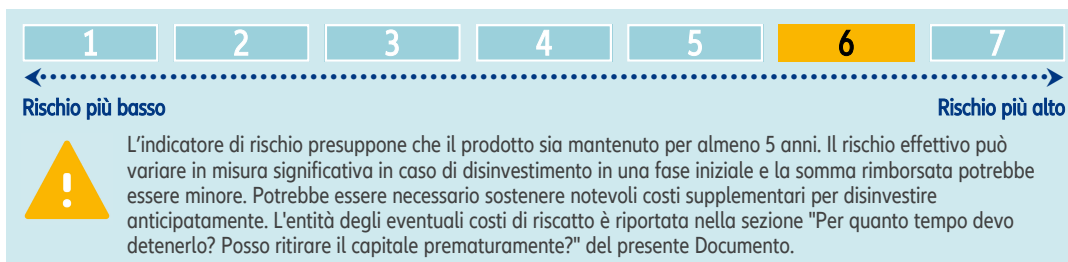 1 2 3 4 5 6 7
Rischio più basso Rischio più alto
L'indicatore di rischio presuppone che il prodotto sia mantenuto per almeno 5 anni. Il rischio effettivo può
variare in misura significativa in caso di disinvestimento in una fase iniziale e la somma rimborsata potrebbe
essere minore. Potrebbe essere necessario sostenere notevoli costi supplementari per disinvestire
anticipatamente. L'entità degli eventuali costi di riscatto è riportata nella sezione "Per quanto tempo devo
detenerlo? Posso ritirare il capitale prematuramente?" del presente Documento.